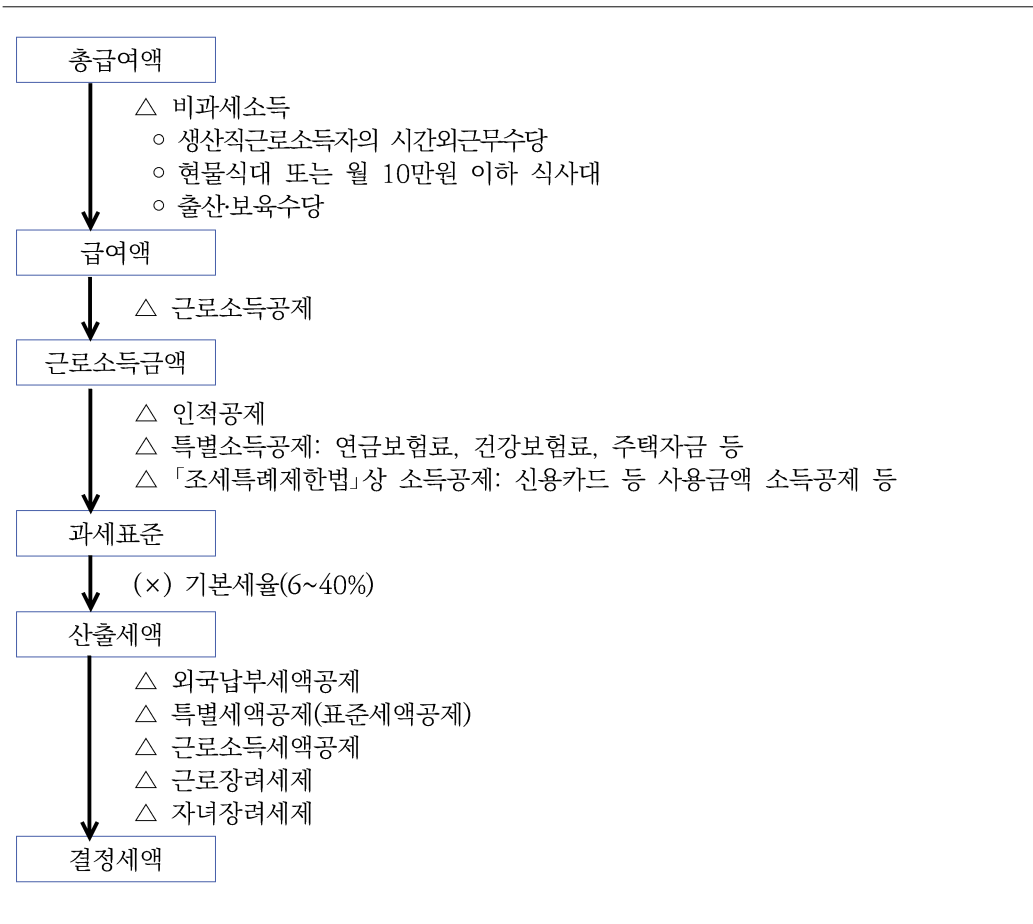 총급여액
△ 비과세소득
○ 생산직근로소득자의 시간외근무수당
○ 현물식대 또는 월 10만원 이하 식사대
○ 출산·보육수당
급여액
△ 근로소득공제
근로소득금액
△ 인적공제
△ 특별소득공제: 연금보험료, 건강보험료, 주택자금 등
△ 「조세특례제한법」상 소득공제: 신용카드 등 사용금액 소득공제 등
과세표준
(×) 기본세율(6~40%)
산출세액
△ 외국납부세액공제
△ 특별세액공제(표준세액공제)
△ 근로소득세액공제
△ 근로장려세제
△ 자녀장려세제
결정세액